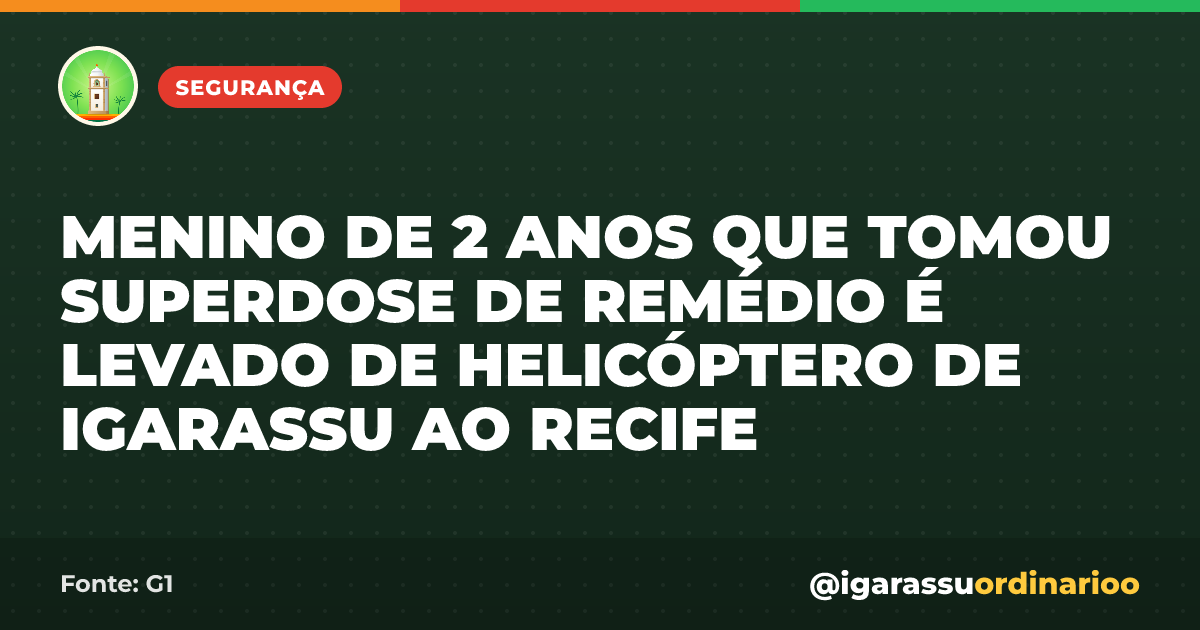 SEGURANÇA
MENINO DE 2 ANOS QUE TOMOU
SUPERDOSE DE REMÉDIO É
LEVADO DE HELICÓPTERO DE
IGARASSU AO RECIFE
Fonte: G1
@igarassuordinarioo